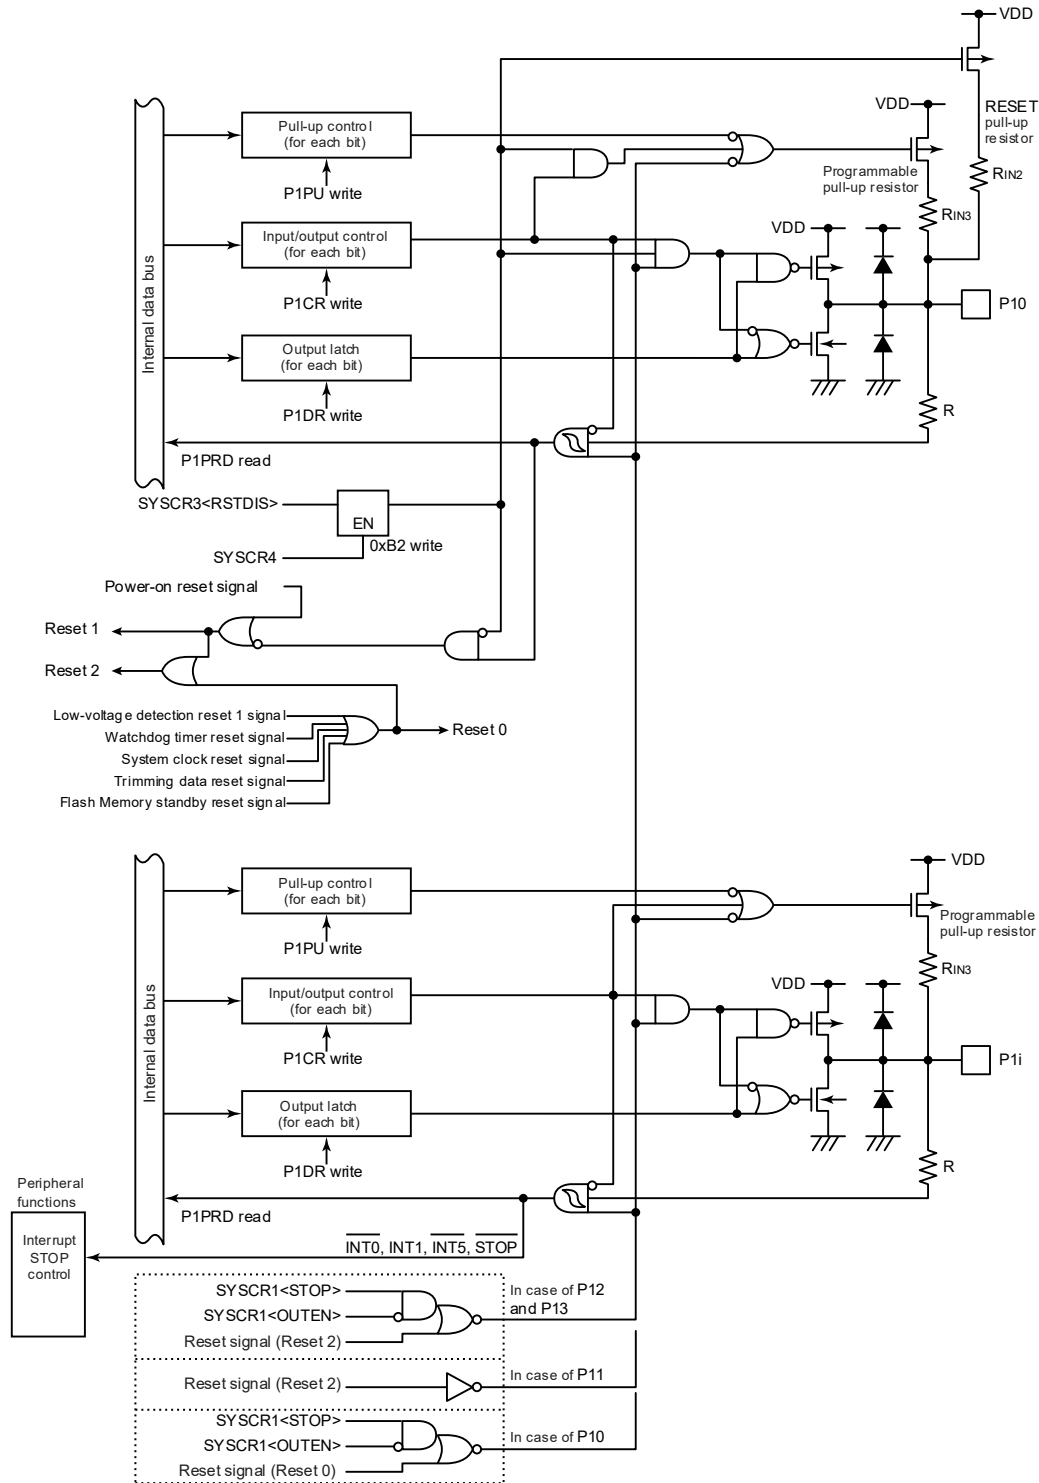 VDD
VDD
RESET
pull-up
resistor
Pull-up control
(for each bit)
Programmable
pull-up resistor
RIN2
P1PU write
RIN3
VDD
Input/output control
(for each bit)
Internal data bus
P10
P1CR write
Output latch
(for each bit)
R
P1DR write
P1PRD read
SYSCR3<RSTDIS>
EN
0xB2 write
SYSCR4
Power-on reset signal
Reset 1
Reset 2
Low-voltage detection reset 1 signal
Watchdog timer reset signal
Reset 0
System clock reset signal
Trimming data reset signal
Flash Memory standby reset signal
VDD
Pull-up control
(for each bit)
Programmable
pull-up resistor
P1PU write
RIN3
VDD
Input/output control
(for each bit)
Internal data bus
P1i
P1CR write
Output latch
(for each bit)
R
P1DR write
Peripheral
functions
P1PRD read
Interrupt
STOP
control
INT0, INT1, INT5, STOP
SYSCR1<STOP>
In case of P12
and P13
SYSCR1<OUTEN>
Reset signal (Reset 2)
Reset signal (Reset 2)
In case of P11
SYSCR1<STOP>
In case of P10
SYSCR1<OUTEN>
Reset signal (Reset 0)